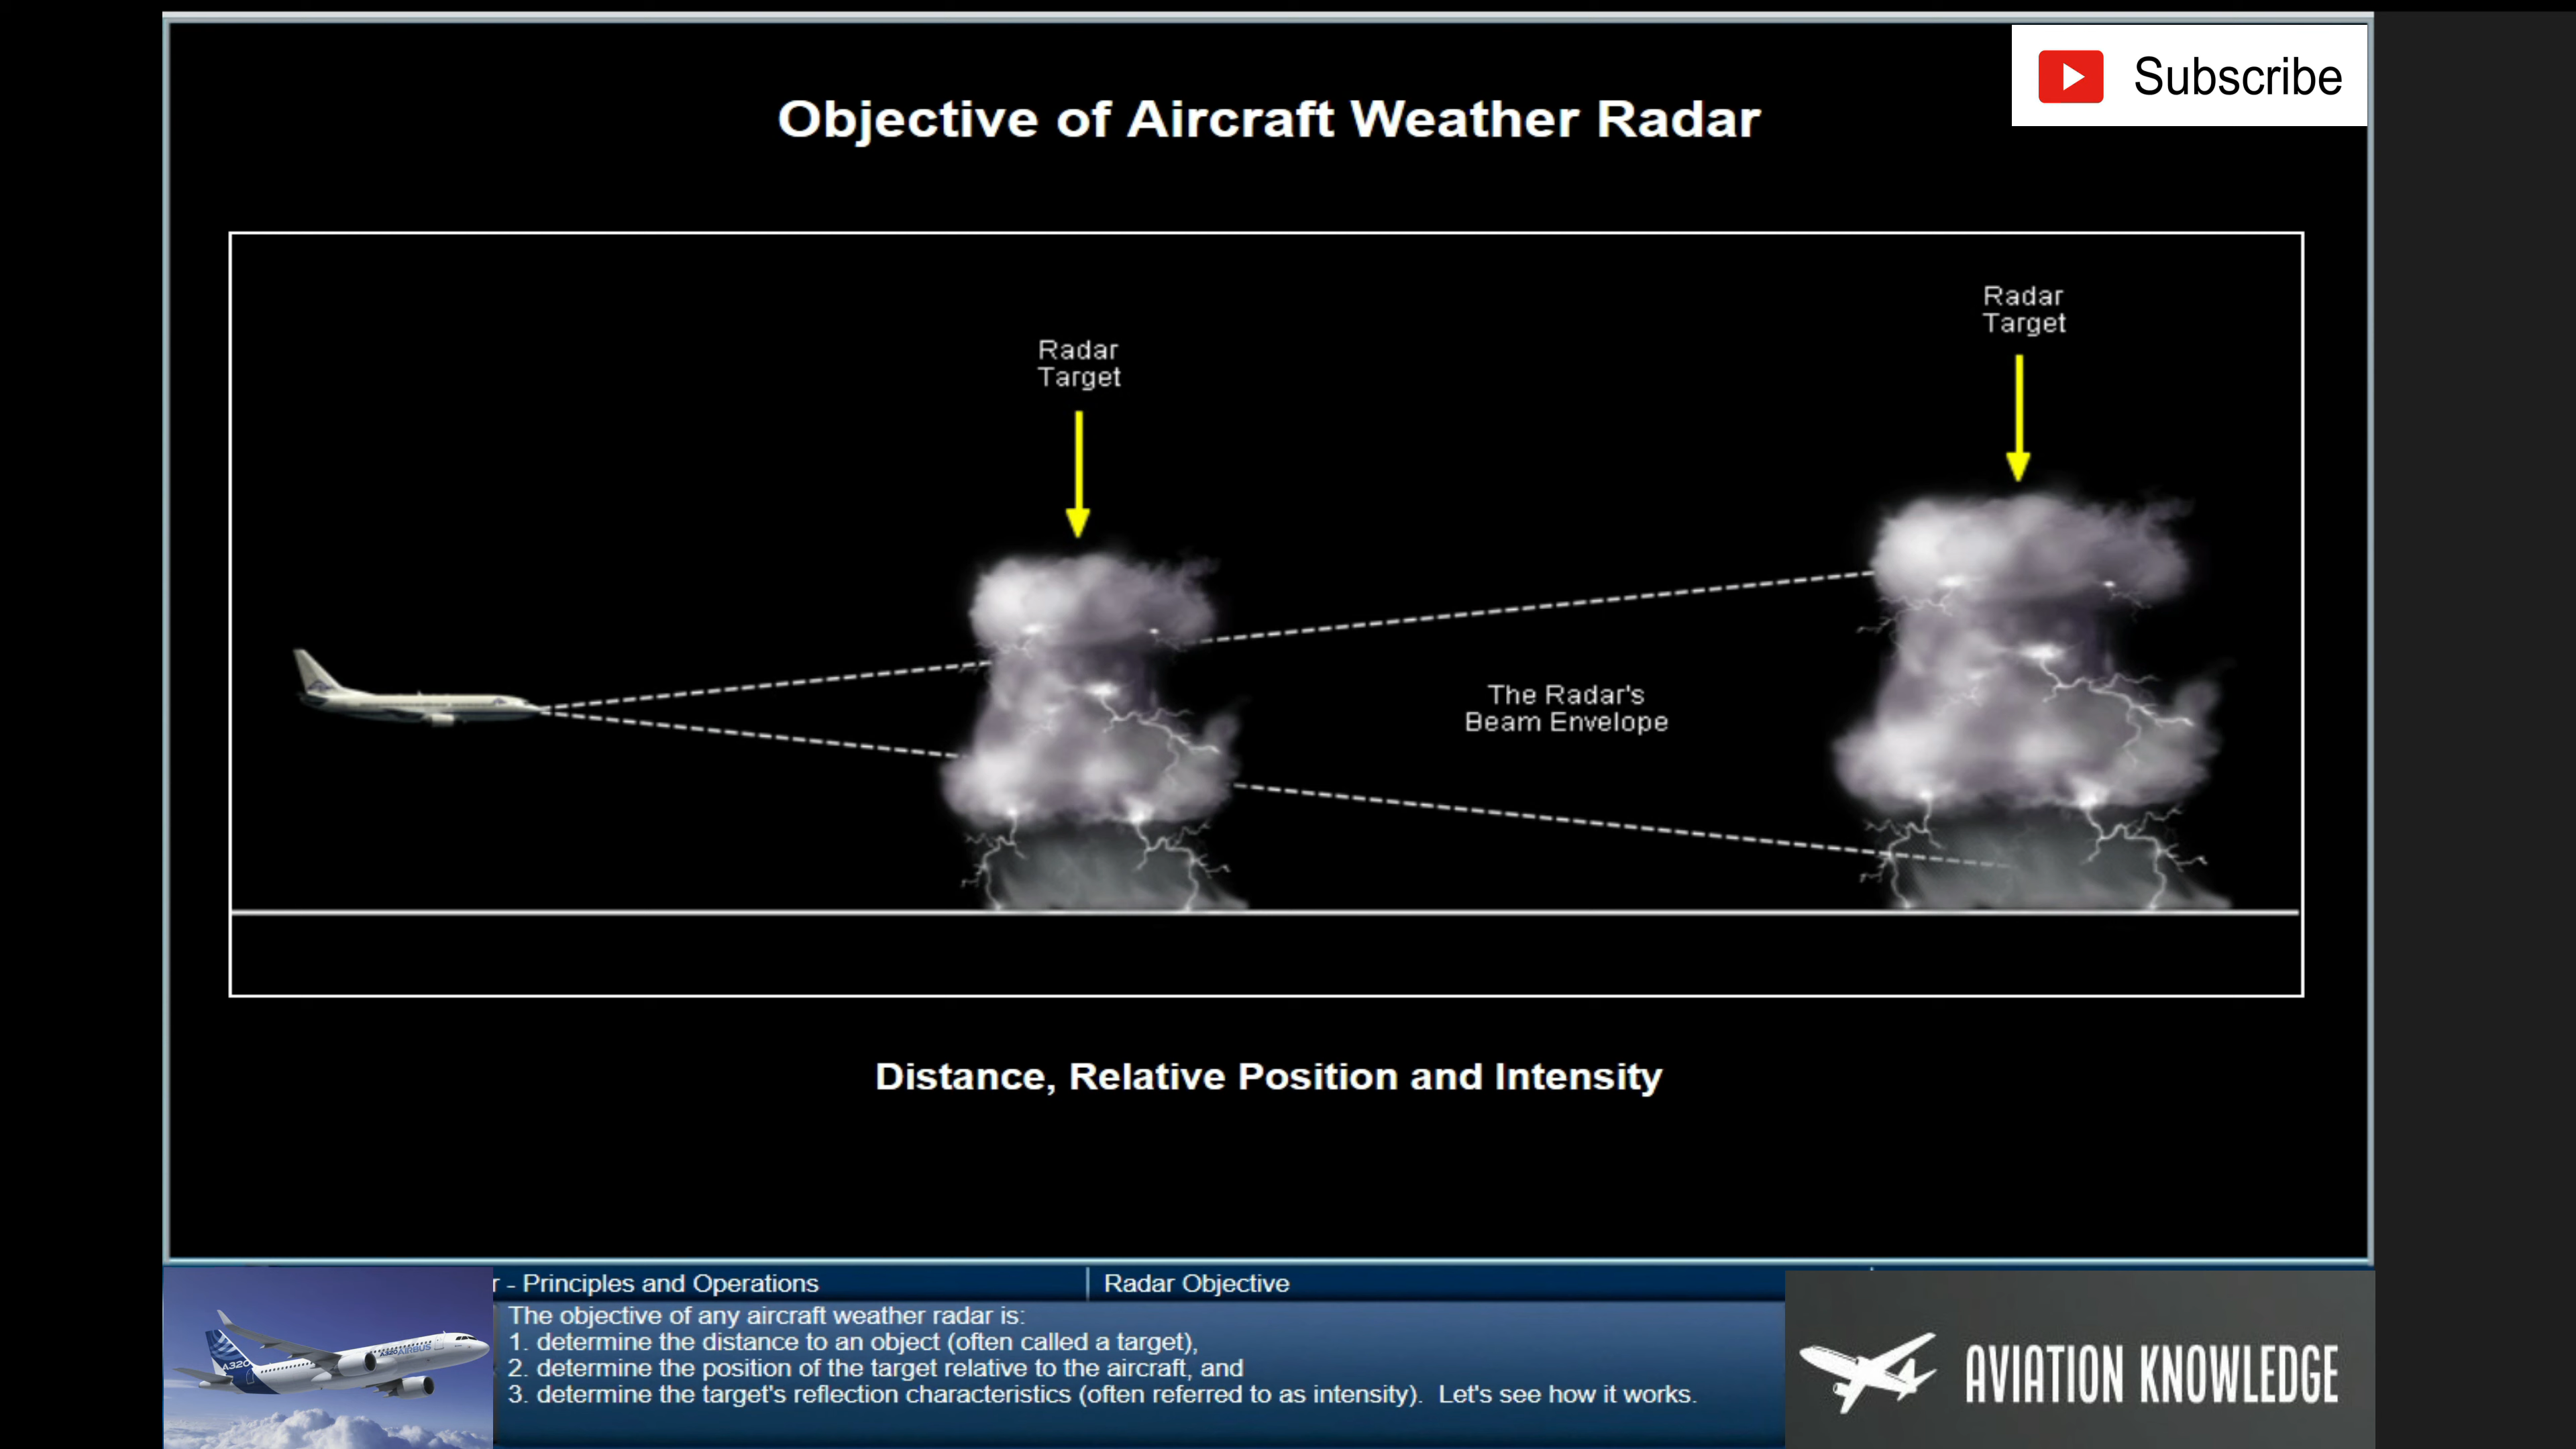 Subscribe
Objective of Aircraft Weather Radar
Radar
Target
Radar
Target
The Radar's
Beam Envelope
Distance, Relative Position and Intensity
r - Principles and Operations
Radar Objective
The objective of any aircraft weather radar is:
1. determine the distance to an object (often called a target),
2. determine the position of the target relative to the aircraft, and
3. determine the target's reflection characteristics (often referred to as intensity).  Let's see how it works.
A320
A320 AIRBUS
AVIATION KNOWLEDGE